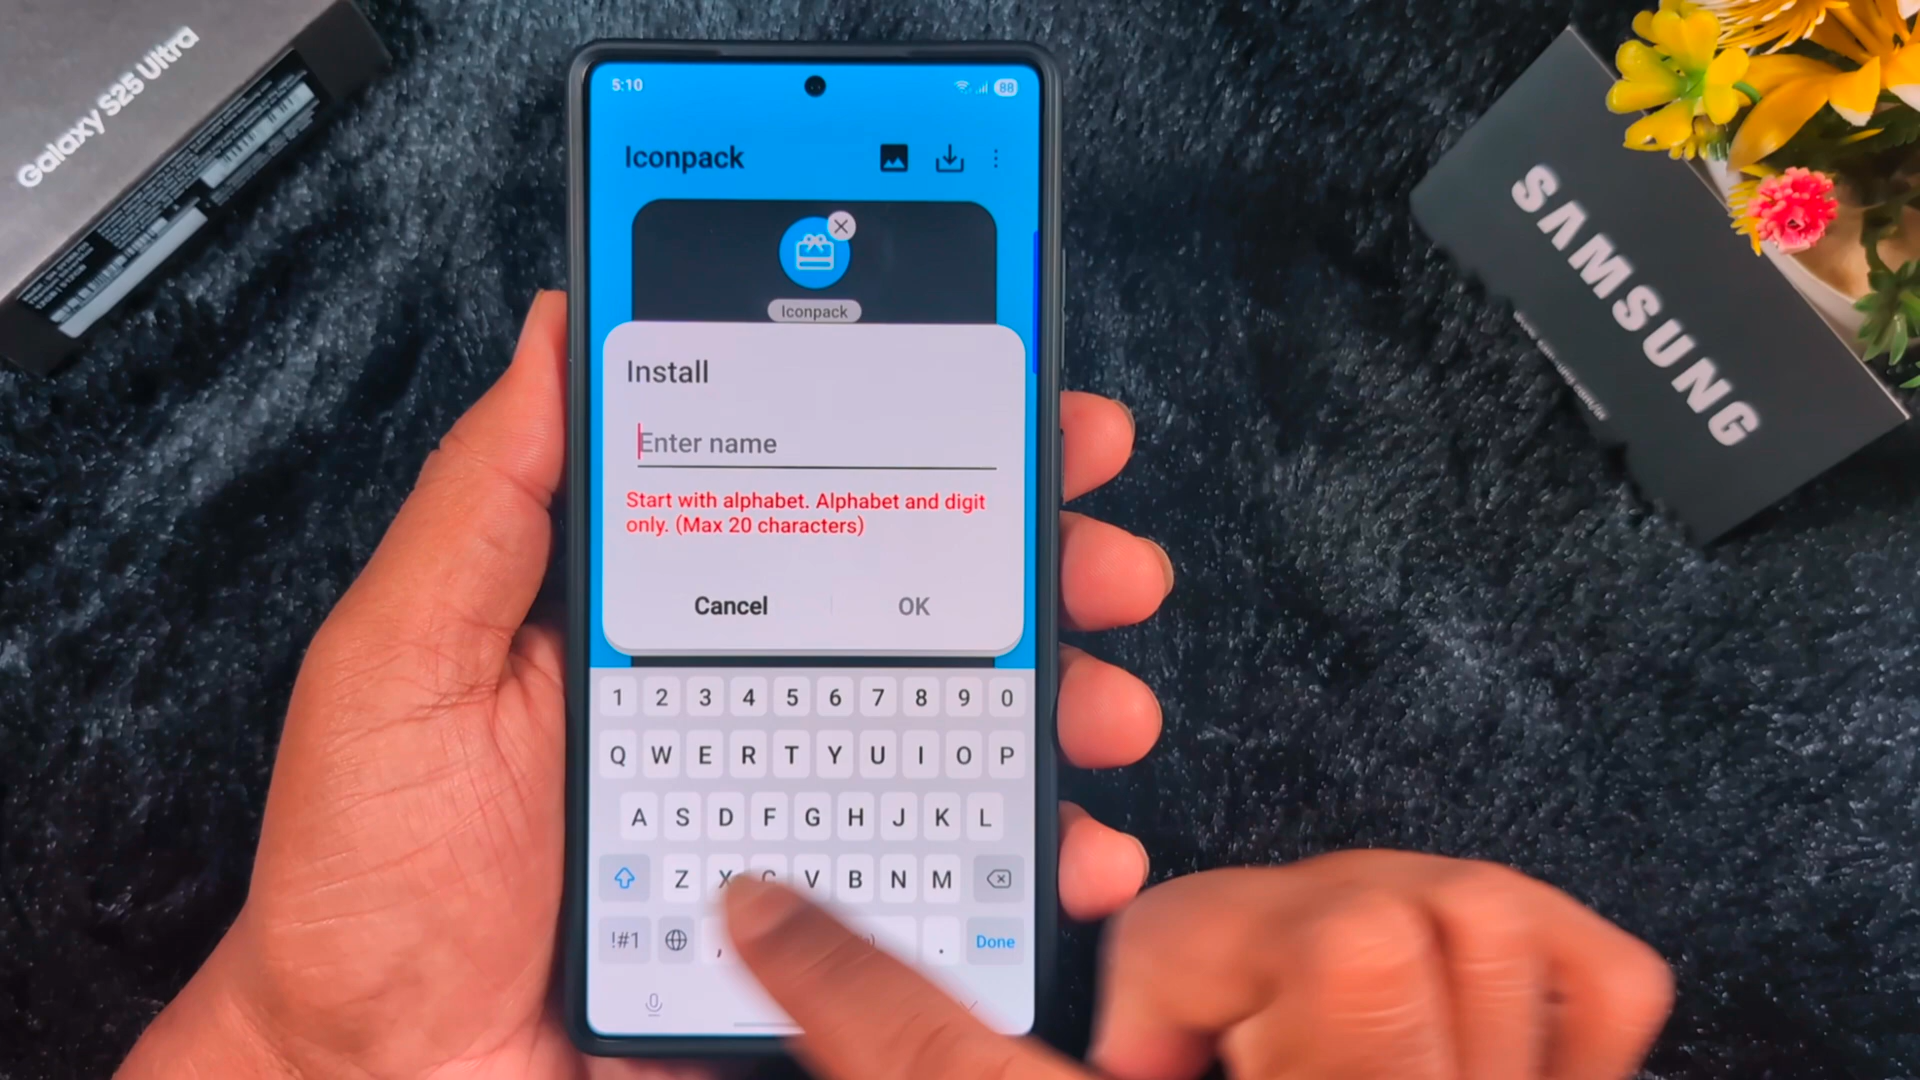 Galaxy S25 Ultra
5:10
88
Iconpack
Iconpack
Install
Enter name
Start with alphabet. Alphabet and digit
only. (Max 20 characters)
Cancel
OK
1 2 3 4 5 6 7 8 9 0
Q W E R T Y U I O P
A S D F G H J K L
Z X C V B N M
!#1 , . Done
SAMSUNG